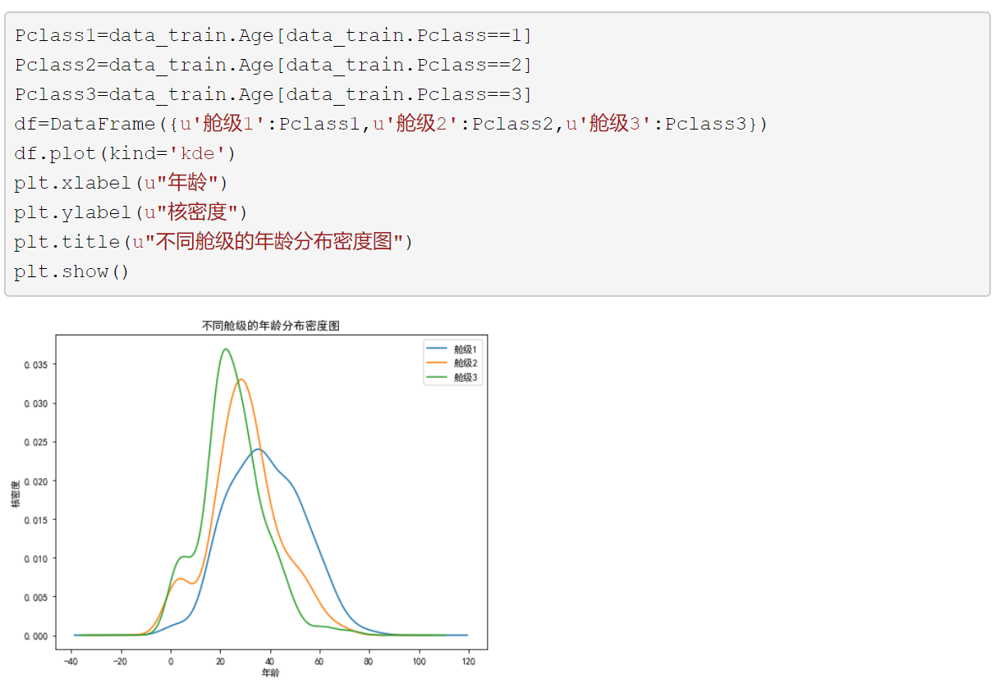 Pclass1=data_train.Age[data_train.Pclass==1]
Pclass2=data_train.Age[data_train.Pclass==2]
Pclass3=data_train.Age[data_train.Pclass==3]
df=DataFrame({u'舱级1':Pclass1,u'舱级2':Pclass2,u'舱级3':Pclass3})
df.plot(kind='kde')
plt.xlabel(u"年龄")
plt.ylabel(u"核密度")
plt.title(u"不同舱级的年龄分布密度图")
plt.show()
不同舱级的年龄分布密度图
舱级1
舱级2
舱级3
核密度
0.035
0.030
0.025
0.020
0.015
0.010
0.005
0.000
-40 -20 0 20 40 60 80 100 120
年龄